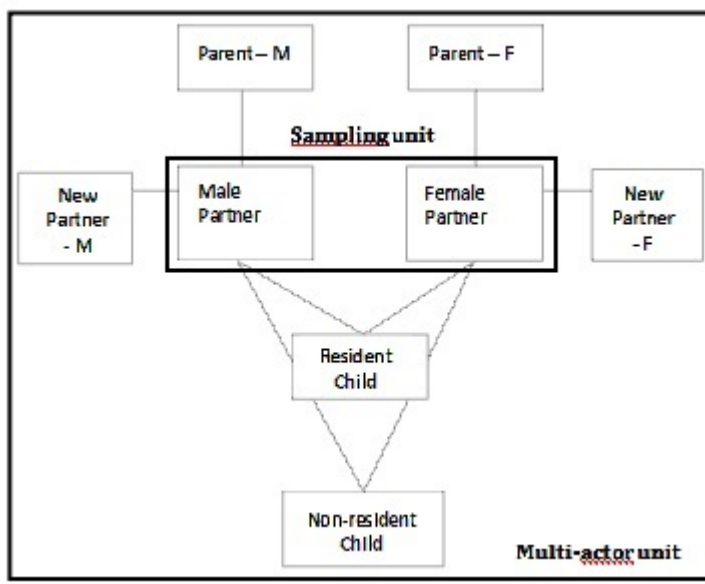 Parent – M
Parent – F
Sampling unit
New
Partner
- M
Male
Partner
Female
Partner
New
Partner
-F
Resident
Child
Non-resident
Child
Multi-actor unit